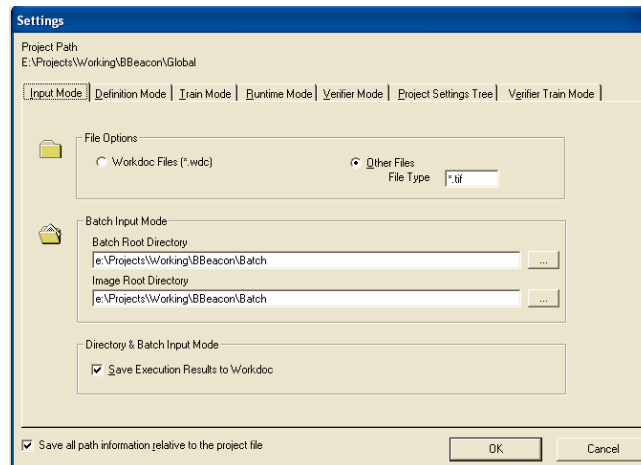 Settings
Project Path
E:\Projects\Working\BBeacon\Global
Input Mode Definition Mode Train Mode Runtime Mode Verifier Mode Project Settings Tree Verifier Train Mode
File Options
Workdoc Files (*.wdc) Other Files
File Type *.tif
Batch Input Mode
Batch Root Directory
e:\Projects\Working\BBeacon\Batch ...
Image Root Directory
e:\Projects\Working\BBeacon\Batch ...
Directory & Batch Input Mode
Save Execution Results to Workdoc
Save all path information relative to the project file OK Cancel